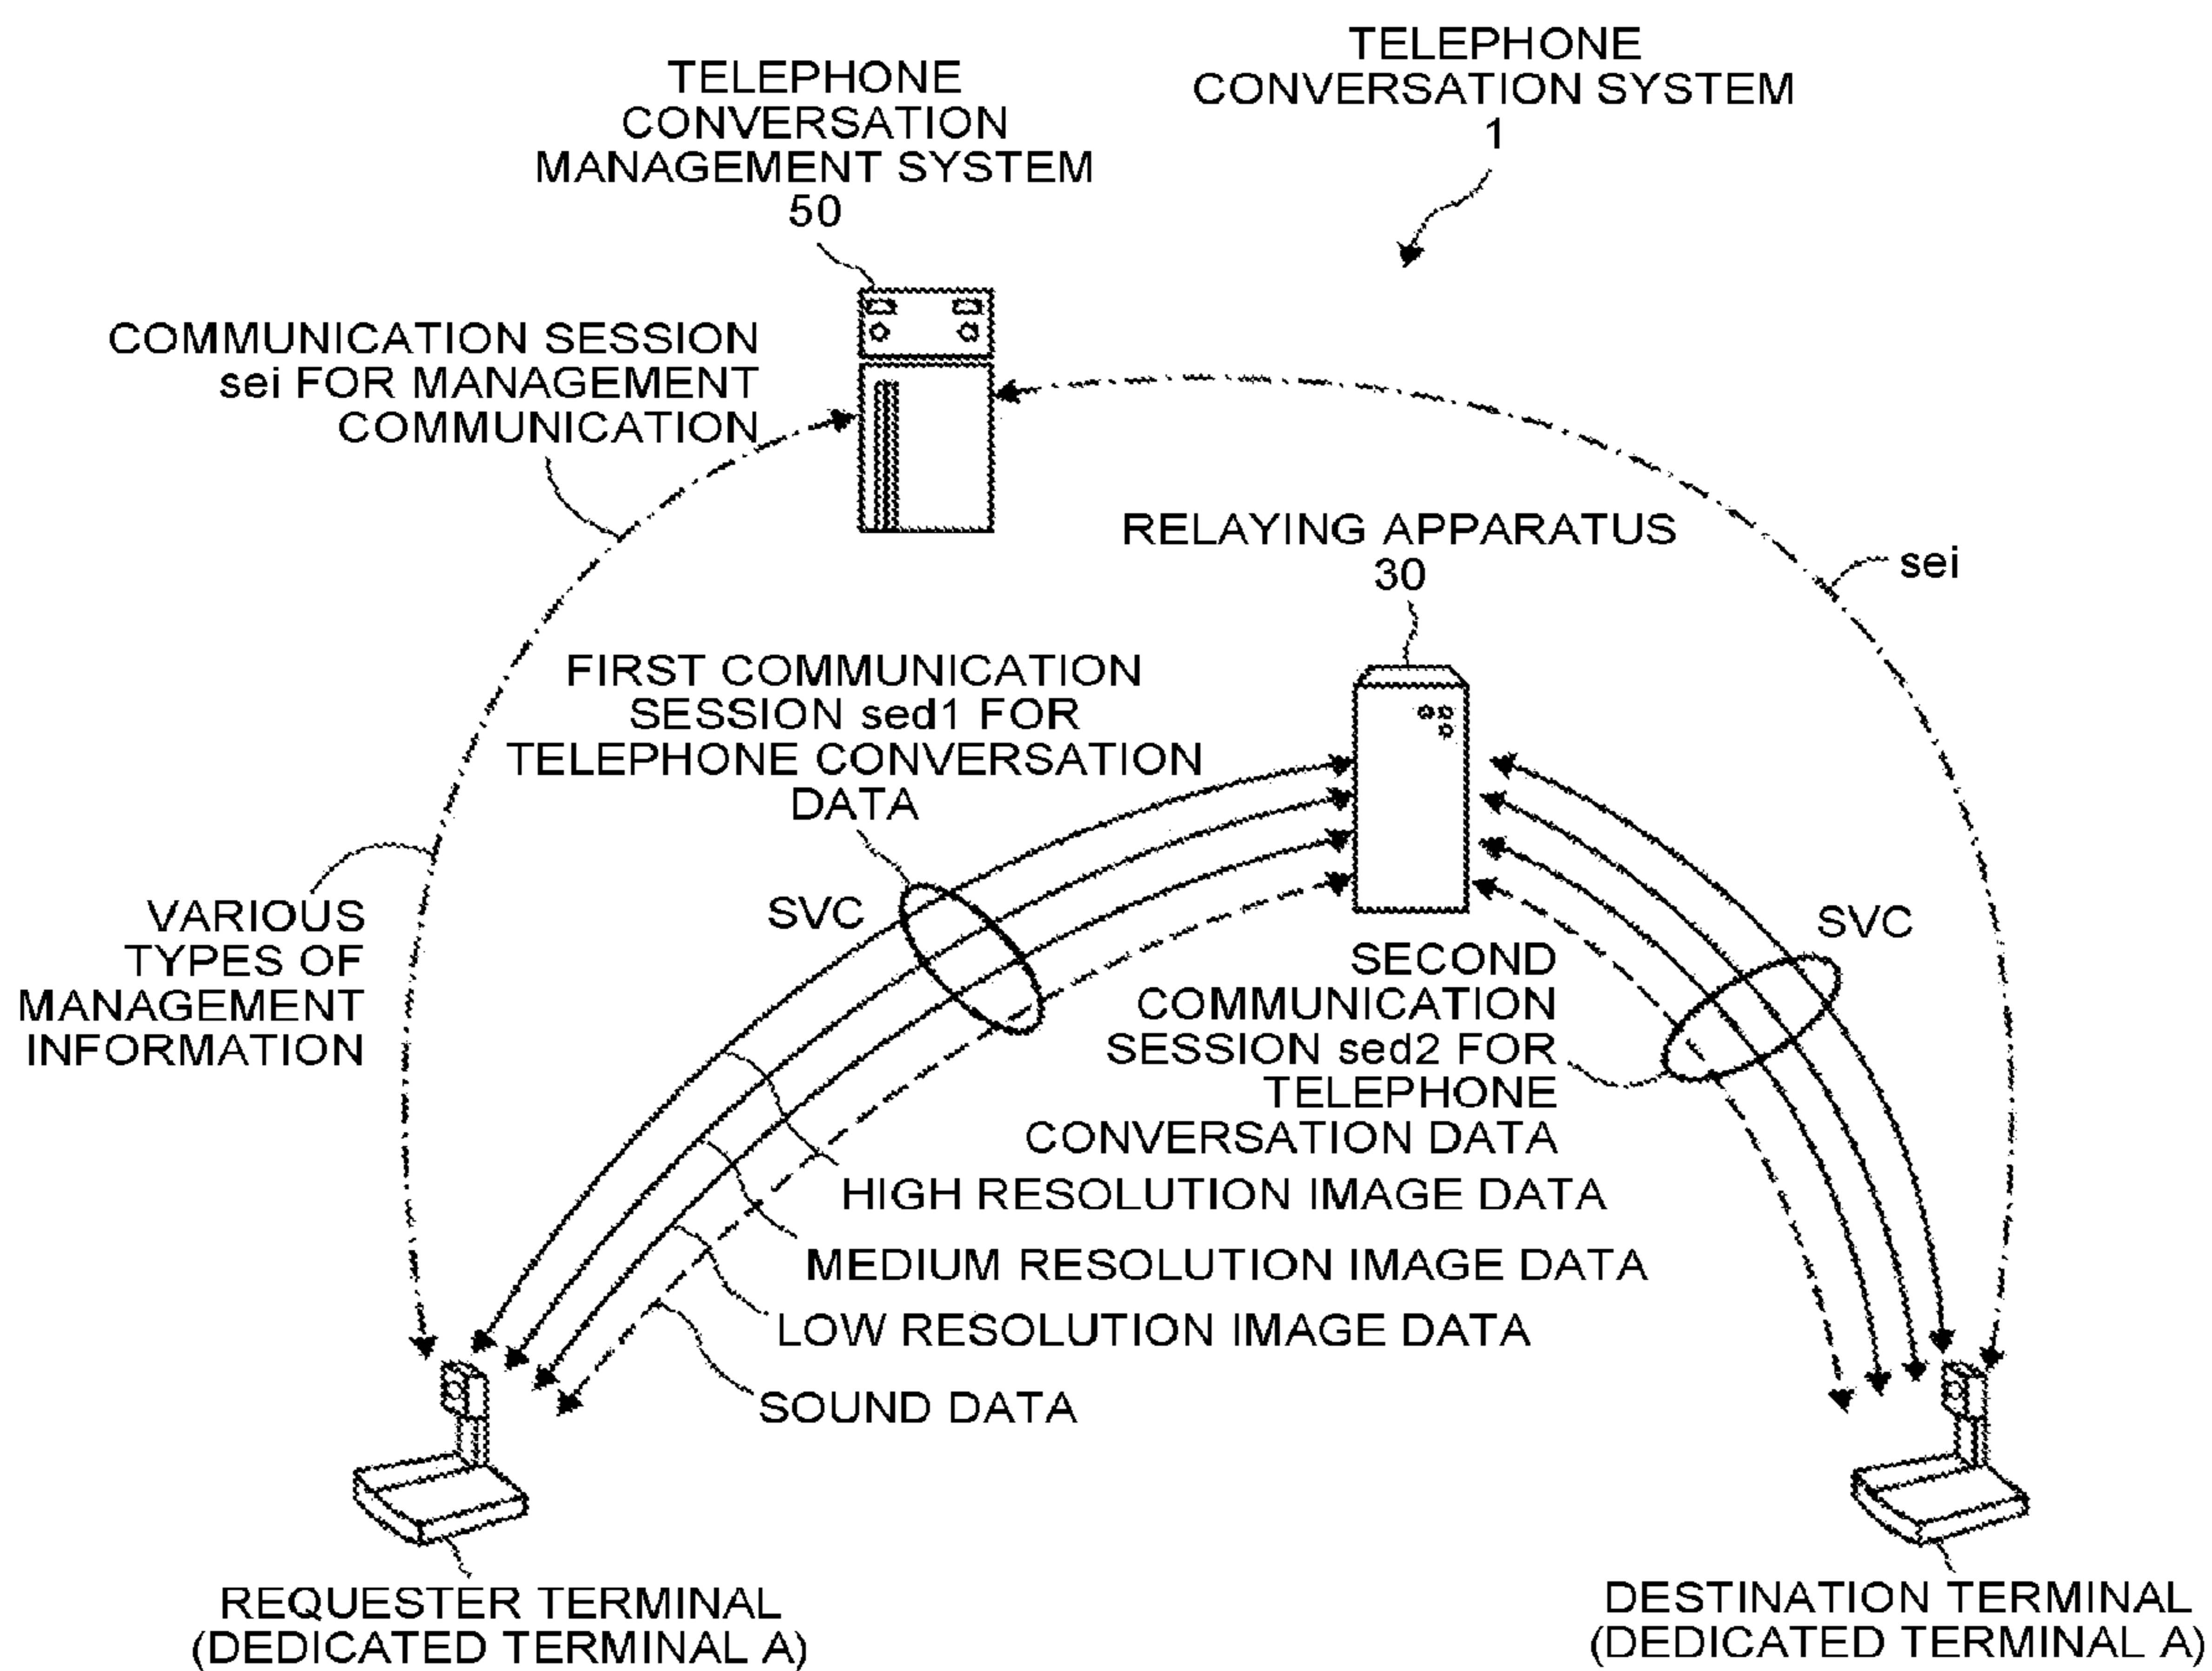 TELEPHONE
CONVERSATION SYSTEM
1
TELEPHONE
CONVERSATION
MANAGEMENT SYSTEM
50
COMMUNICATION SESSION
sei FOR MANAGEMENT
COMMUNICATION
RELAYING APPARATUS
30
sei
FIRST COMMUNICATION
SESSION sed1 FOR
TELEPHONE CONVERSATION
DATA
VARIOUS
TYPES OF
MANAGEMENT
INFORMATION
SVC
SVC
SECOND
COMMUNICATION
SESSION sed2 FOR
TELEPHONE
CONVERSATION DATA
HIGH RESOLUTION IMAGE DATA
MEDIUM RESOLUTION IMAGE DATA
LOW RESOLUTION IMAGE DATA
SOUND DATA
REQUESTER TERMINAL
(DEDICATED TERMINAL A)
DESTINATION TERMINAL
(DEDICATED TERMINAL A)